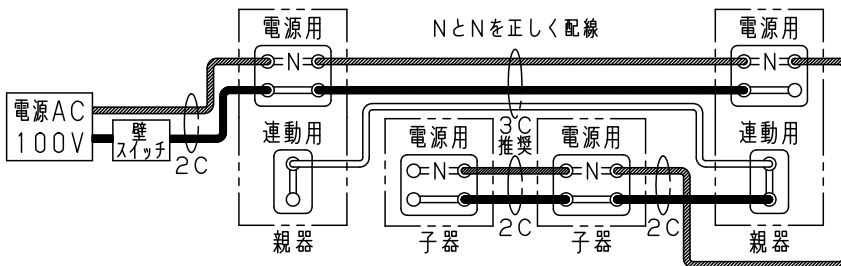 電源用
NとNを正しく配線
電源用
N
N
電源AC
100V
壁
スイッチ
2C
連動用
電源用
3C
推奨
電源用
連動用
N
N
2C
2C
親器
子器
子器
親器